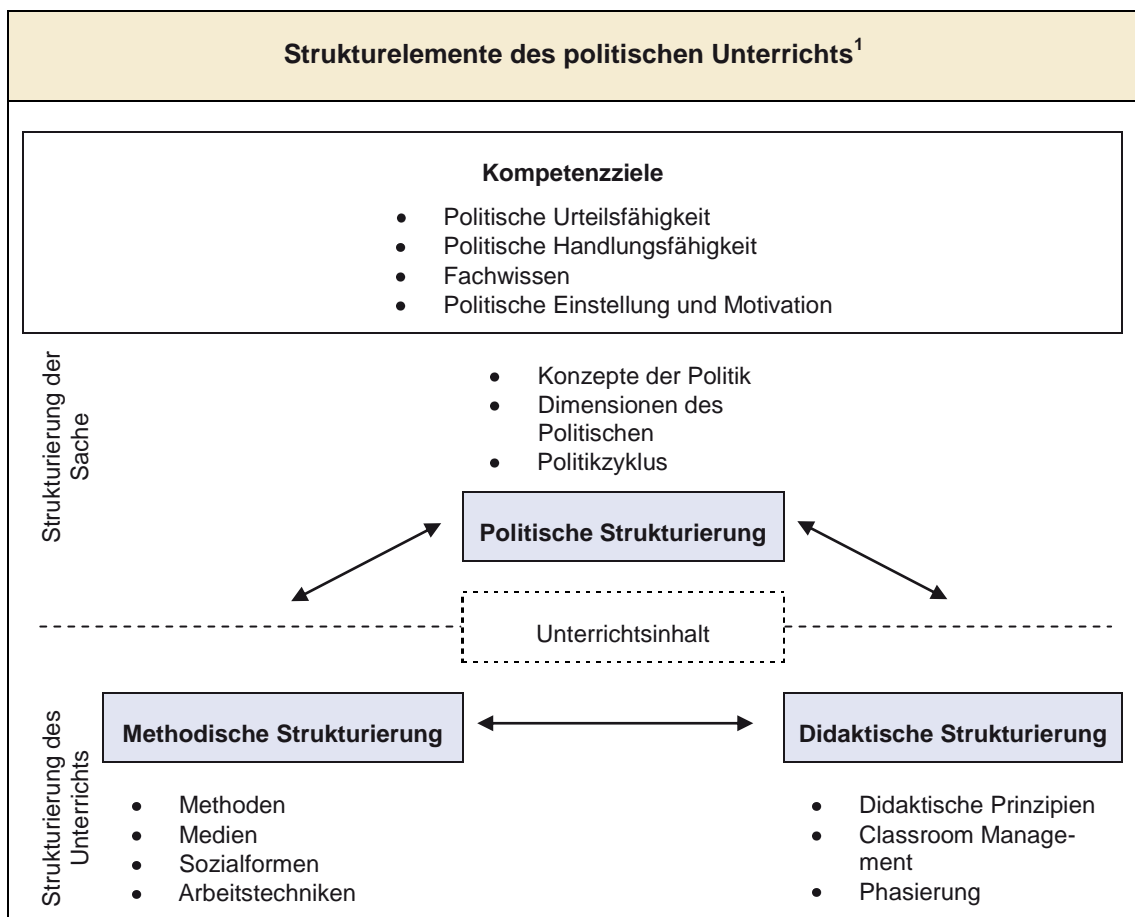 Strukturelemente des politischen Unterrichts¹
Kompetenzziele
• Politische Urteilsfähigkeit
• Politische Handlungsfähigkeit
• Fachwissen
• Politische Einstellung und Motivation
Strukturierung der
Sache
• Konzepte der Politik
• Dimensionen des
Politischen
• Politikzyklus
Politische Strukturierung
Unterrichtsinhalt
Strukturierung des
Unterrichts
Methodische Strukturierung
Didaktische Strukturierung
• Methoden
• Medien
• Sozialformen
• Arbeitstechniken
• Didaktische Prinzipien
• Classroom Manage-
ment
• Phasierung